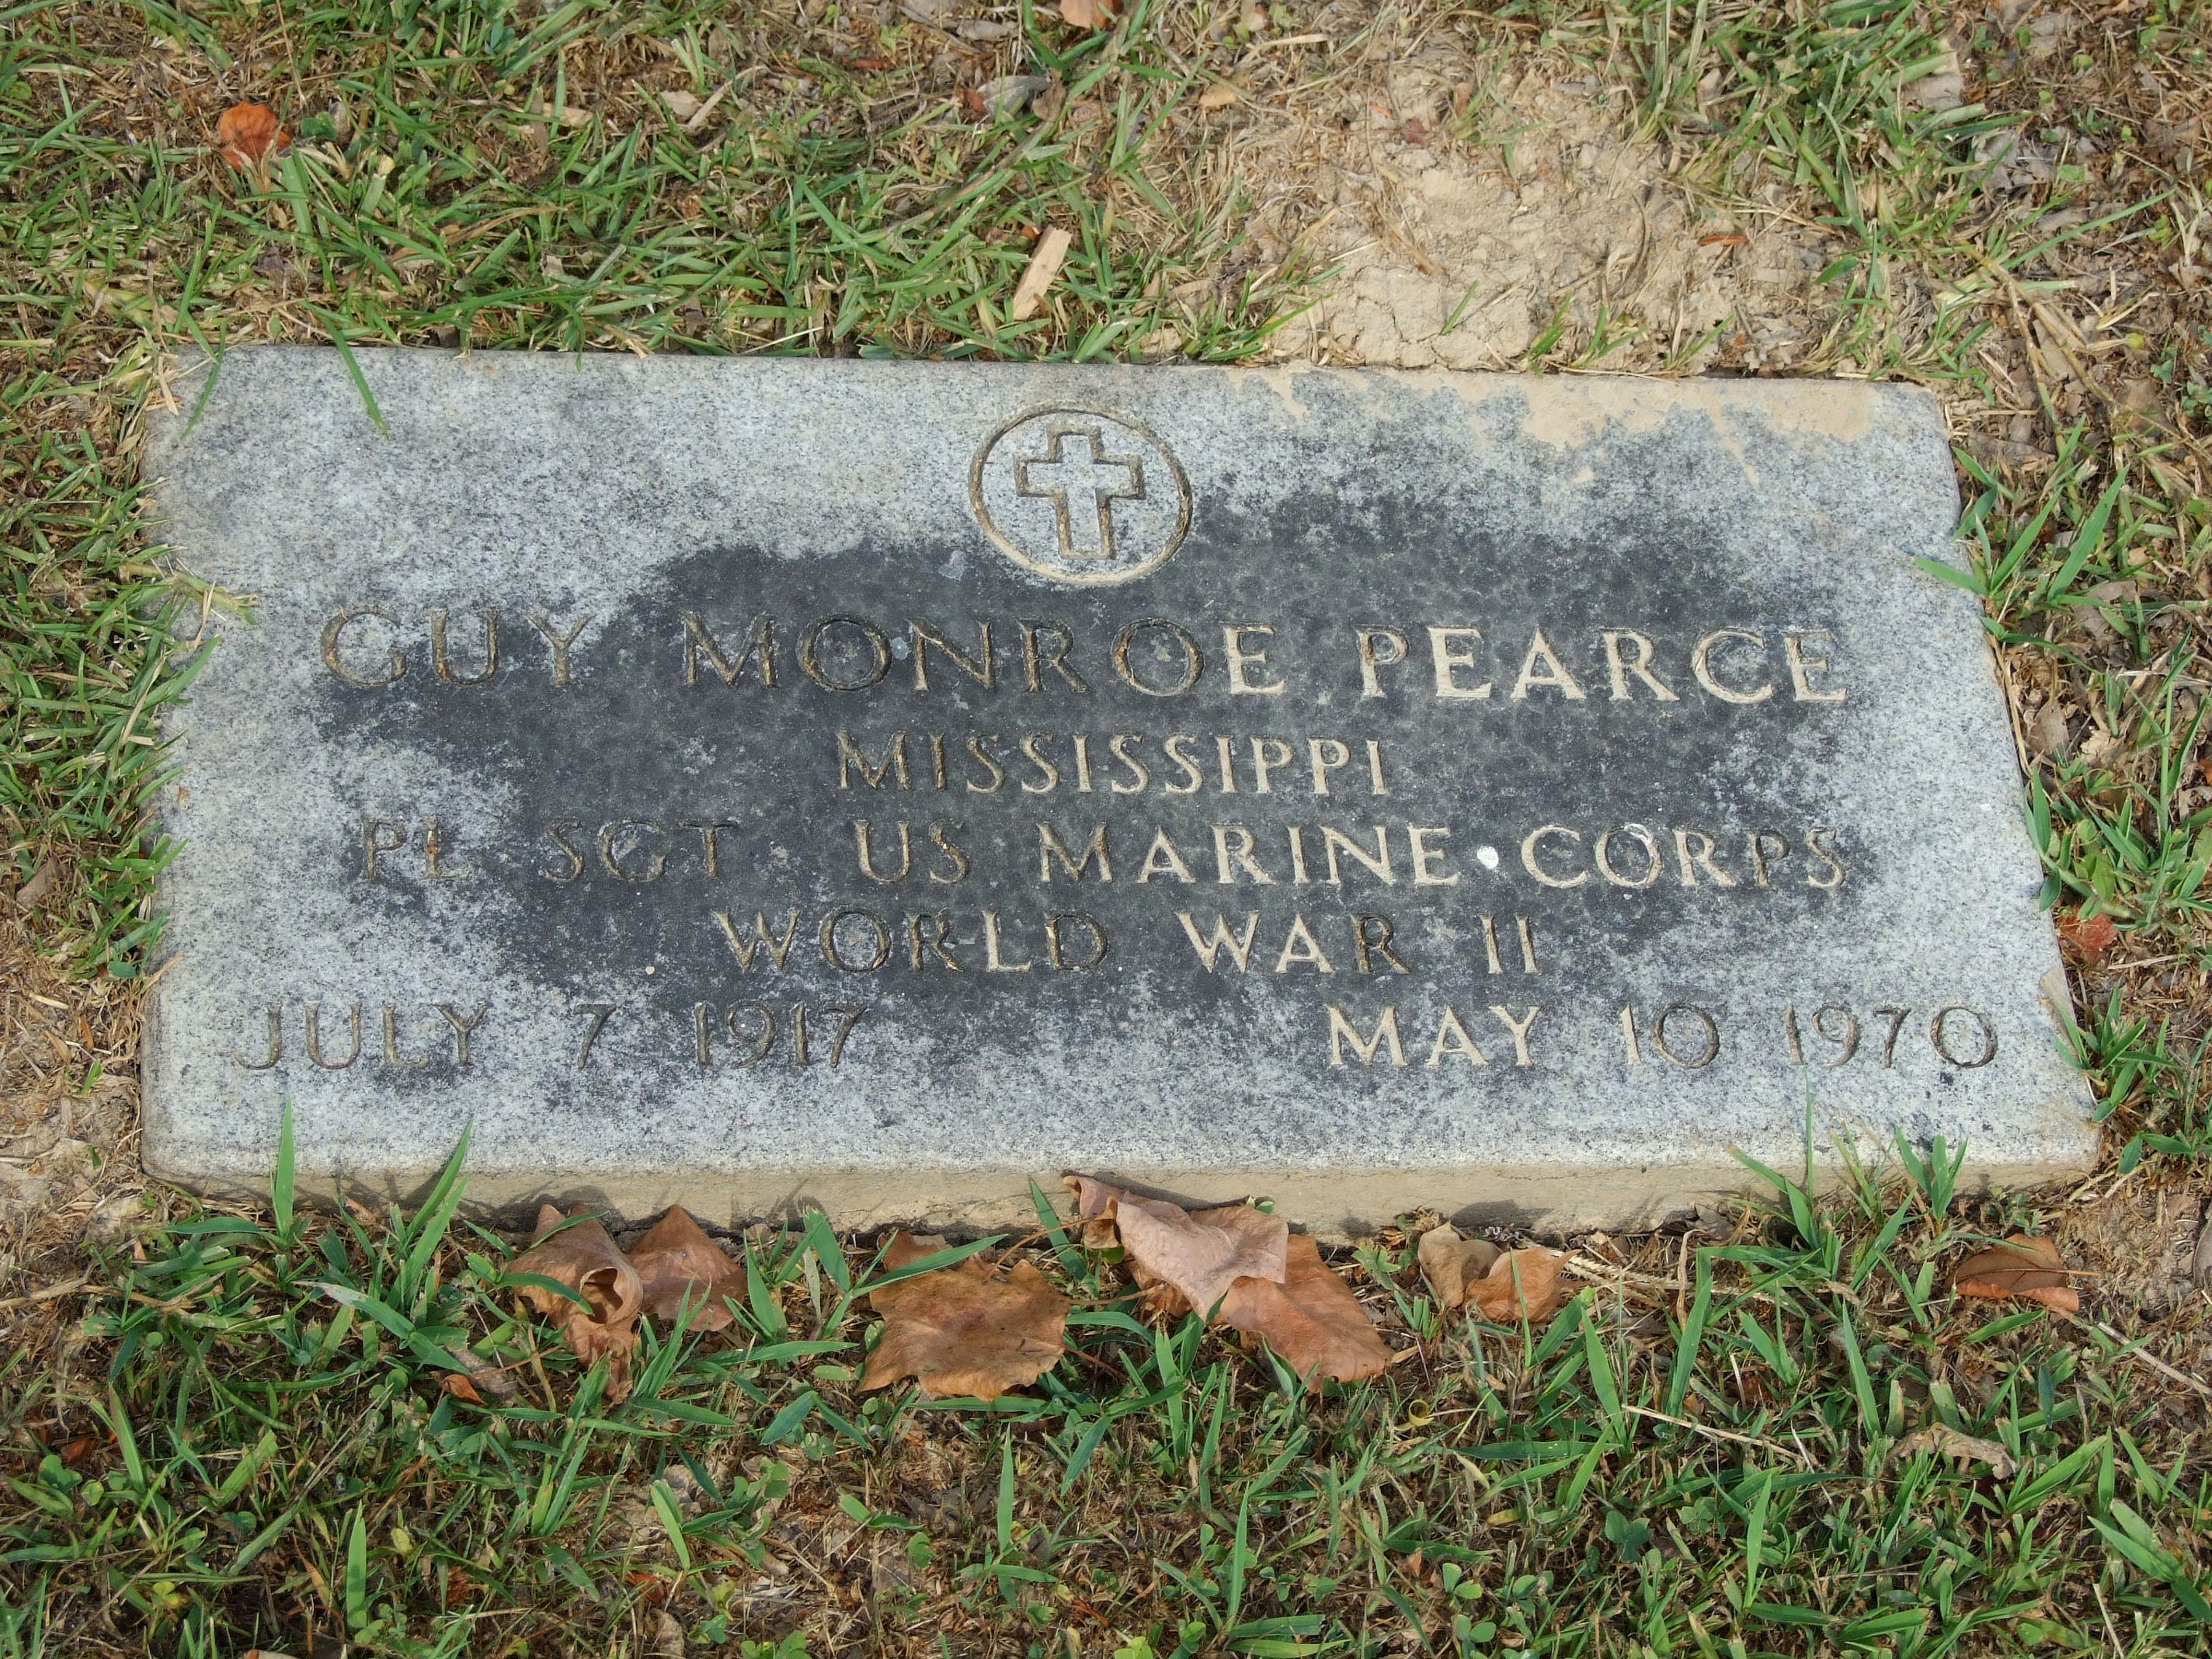 GUY MONROE PEARCE
MISSISSIPPI
PL SGT US MARINE CORPS
WORLD WAR II
JULY 7 1917 MAY 10 1970